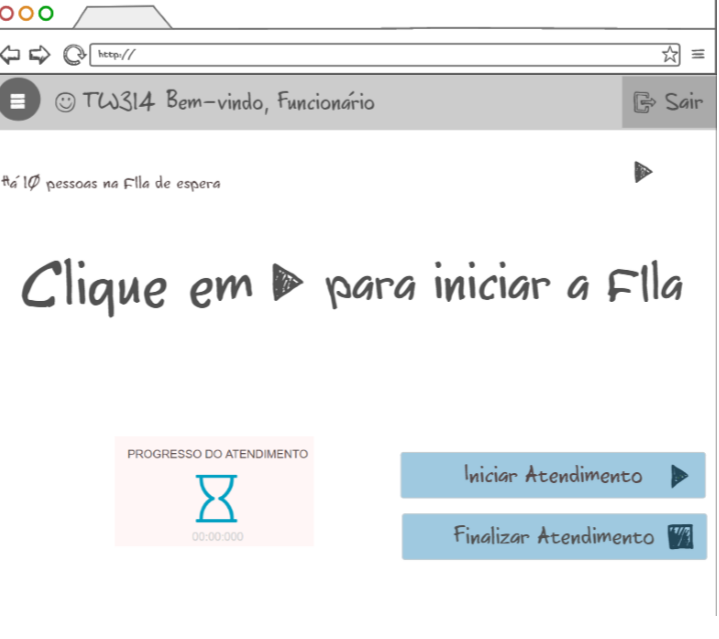 http://
☺ TW314 Bem-vindo, Funcionário
Sair
Há 10 pessoas na FIla de espera
Clique em ▶ para iniciar a FIla
PROGRESSO DO ATENDIMENTO
00:00:000
Iniciar Atendimento
Finalizar Atendimento